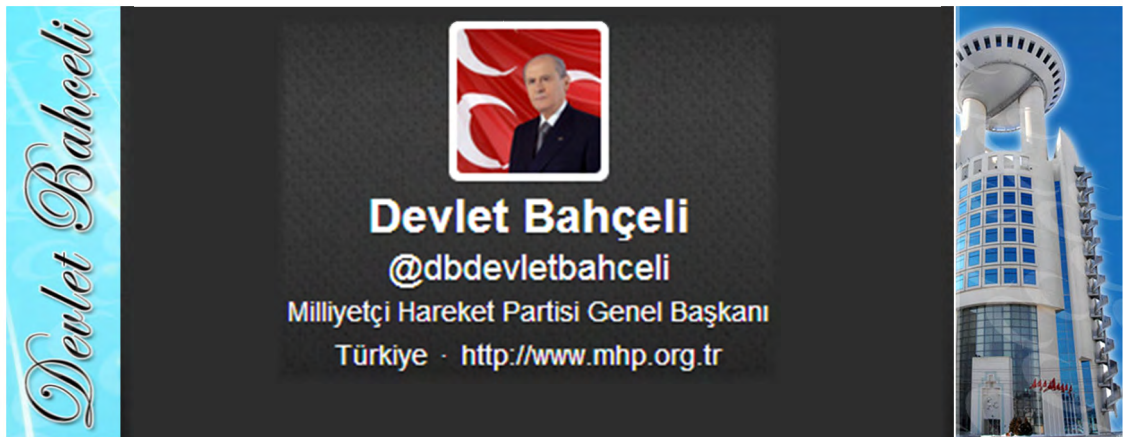 Devlet Bahçeli
Devlet Bahçeli
@dbdevletbahceli
Milliyetçi Hareket Partisi Genel Başkanı
Türkiye · http://www.mhp.org.tr